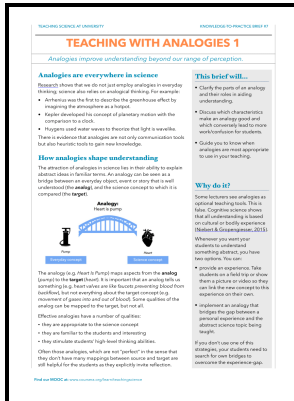 TEACHING SCIENCE AT UNIVERSITY
KNOWLEDGE TO PRACTICE BRIEF #1
TEACHING WITH ANALOGIES 1
Analogies improve understanding beyond our range of perception.
Analogies are everywhere in science
Research shows that we do not just employ analogies in everyday
thinking, science also relies on analogical thinking. For example:
• Arrhenius was the first to describe the greenhouse effect by
imagining the atmosphere as a hotpot.
• Kepler developed his concept of planetary motion with the
comparison to a clock.
• Huygens used water waves to theorize that light is wavelike.
There is evidence that analogies are not only communication tools
but also heuristic tools to gain new knowledge.
How analogies shape understanding
The attraction of analogies in science lies in their ability to explain
abstract ideas in familiar terms. An analogy can be seen as a
bridge between an everyday object, event or story that is well
understood (the analog), and the science concept to which it is
compared (the target).
Analogy:
Heart is pump
Pump
Heart
Everyday concept
Science concept
The analogy (e.g. Heart is Pump) maps aspects from the analog
(pump) to the target (heart). It is important that an analogy tells us
something (e.g. heart valves are like faucets preventing blood from
backflow), but not everything about the target concept (e.g.
movement of gases into and out of blood). Some qualities of the
analog can be mapped to the target, but not all.
Effective analogies have a number of qualities:
• they are appropriate to the science concept
• they are familiar to the students and interesting
• they stimulate students' high-level thinking abilities.
Often those analogies, which are not "perfect" in the sense that
they don't have many mappings between source and target are
still helpful for the students as they explicitly invite reflection.
This brief will…
• Clarify the parts of an analogy
and their roles in aiding
understanding.
• Discuss which characteristics
make an analogy good and
which conversely lead to more
work/confusion for students.
• Guide you to know when
analogies are most appropriate
to use in your teaching.
Why do it?
Some lecturers see analogies as
optional teaching tools. This is
false. Cognitive science shows
that all understanding is based
on cultural or bodily experience
(Niebert & Gropengiesser, 2015).
Whenever you want your
students to understand
something abstract, you have
two options. You can:
• provide an experience. Take
students on a field trip or show
them a picture or video so they
can link the new concept to this
experience on their own.
• implement an analogy that
bridges the gap between a
personal experience and the
abstract science topic being
taught.
If you don't use one of this
strategies, your students need to
search for own bridges to
overcome the experience-gap.